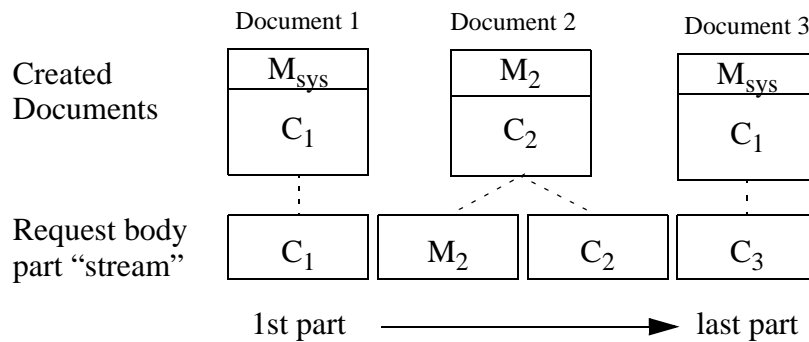 Document 1 Document 2 Document 3
Created
Documents
M_sys M_2 M_sys
C_1 C_2 C_1
Request body
part “stream”
C_1 M_2 C_2 C_3
1st part last part